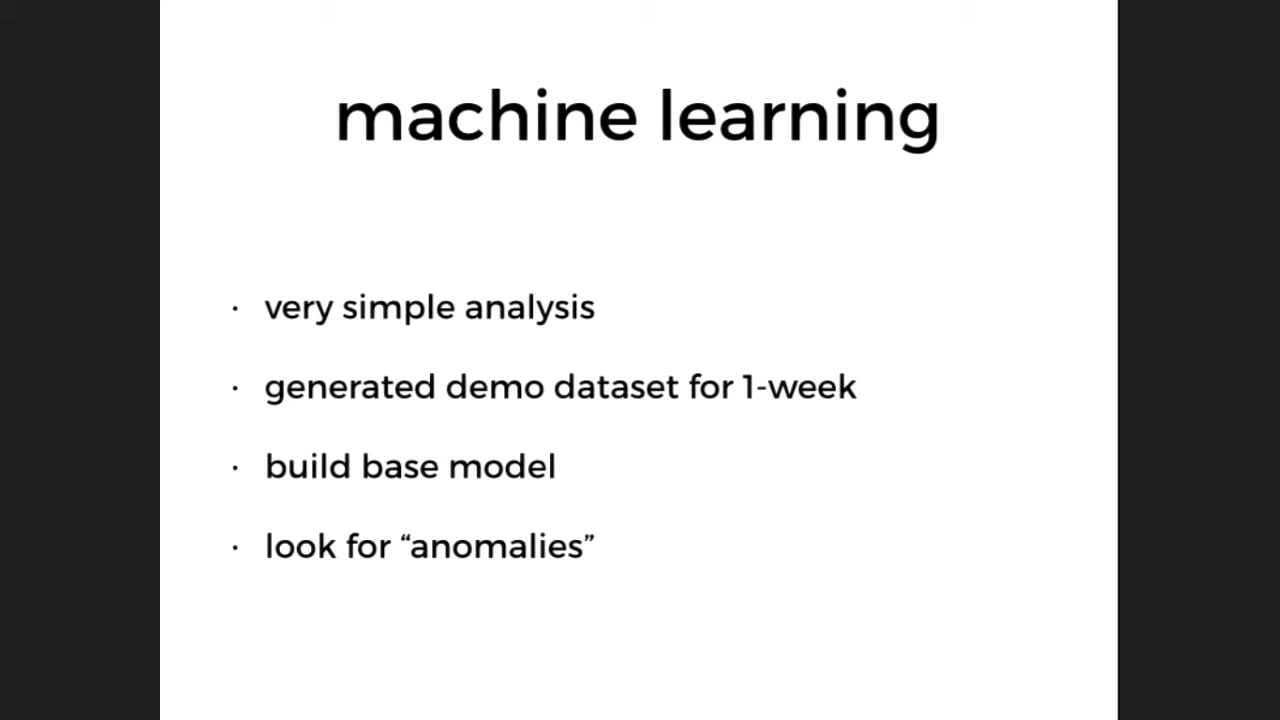 machine learning
· very simple analysis
· generated demo dataset for 1-week
· build base model
· look for “anomalies”